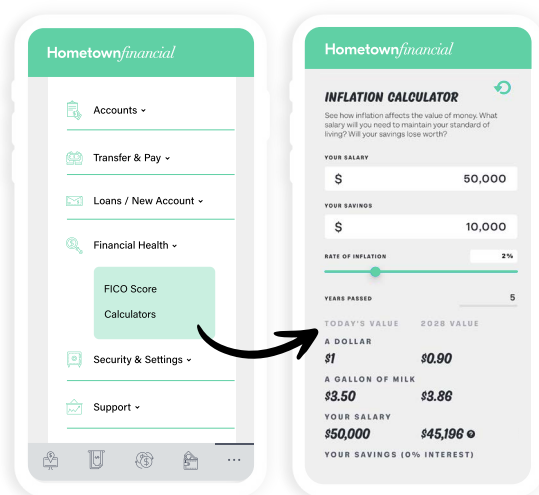 Hometownfinancial
Accounts
Transfer & Pay
Loans / New Account
Financial Health
FICO Score
Calculators
Security & Settings
Support
Hometownfinancial
INFLATION CALCULATOR
See how inflation affects the value of money. What
salary will you need to maintain your standard of
living? Will your savings lose worth?
YOUR SALARY
$ 50,000
YOUR SAVINGS
$ 10,000
RATE OF INFLATION 2%
YEARS PASSED 5
TODAY'S VALUE 2028 VALUE
A DOLLAR
$1 $0.90
A GALLON OF MILK
$3.50 $3.86
YOUR SALARY
$50,000 $45,196 ?
YOUR SAVINGS (0% INTEREST)